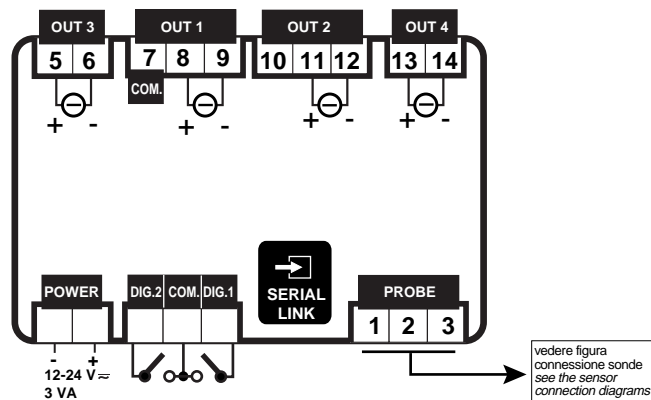 OUT 3 OUT 1 OUT 2 OUT 4
5 6 7 8 9 10 11 12 13 14
COM.
+ - + - + - + -
POWER DIG.2 COM. DIG.1 SERIAL LINK PROBE
1 2 3
- +
12-24 V ⎓
3 VA
vedere figura
connessione sonde
see the sensor
connection diagrams